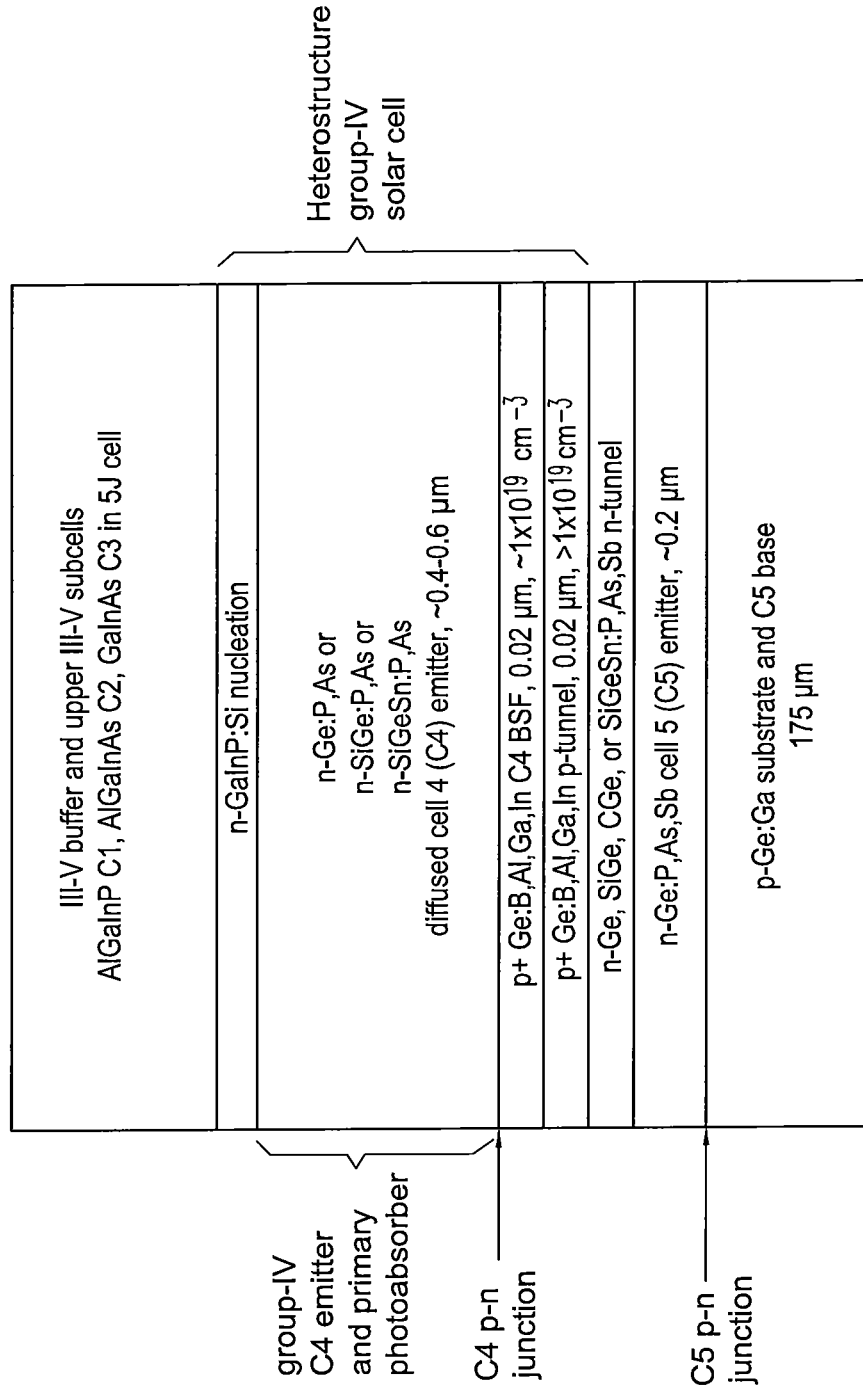 III-V buffer and upper III-V subcells
AlGaInP C1, AlGaInAs C2, GaInAs C3 in 5J cell
n-GaInP:Si nucleation
n-Ge:P,As or
n-SiGe:P,As or
n-SiGeSn:P,As
diffused cell 4 (C4) emitter, ~0.4-0.6 µm
p+ Ge:B,Al,Ga,In C4 BSF, 0.02 µm, ~1x10¹⁹ cm⁻³
p+ Ge:B,Al,Ga,In p-tunnel, 0.02 µm, >1x10¹⁹ cm⁻³
n-Ge, SiGe, CGe, or SiGeSn:P,As,Sb n-tunnel
n-Ge:P,As,Sb cell 5 (C5) emitter, ~0.2 µm
p-Ge:Ga substrate and C5 base
175 µm
group-IV
C4 emitter
and primary
photoabsorber
C4 p-n
junction
C5 p-n
junction
Heterostructure
group-IV
solar cell